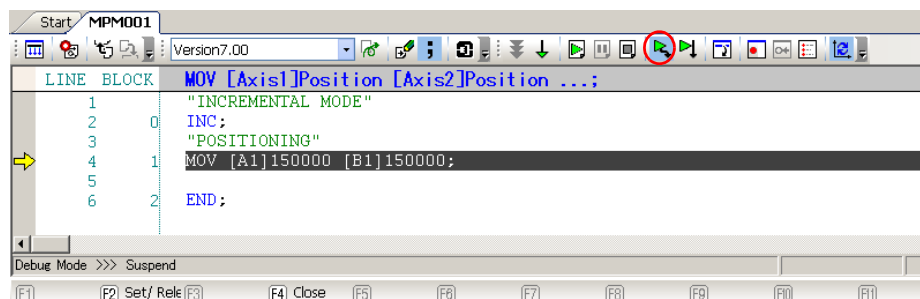 Start MPM001
Version7.00
LINE BLOCK MOV [Axis1]Position [Axis2]Position ...;
1 "INCREMENTAL MODE"
2 0 INC;
3 "POSITIONING"
4 1 MOV [A1]150000 [B1]150000;
5
6 2 END;
Debug Mode >>> Suspend
F1 F2 Set/ Rele F3 F4 Close F5 F6 F7 F8 F9 F10 F11